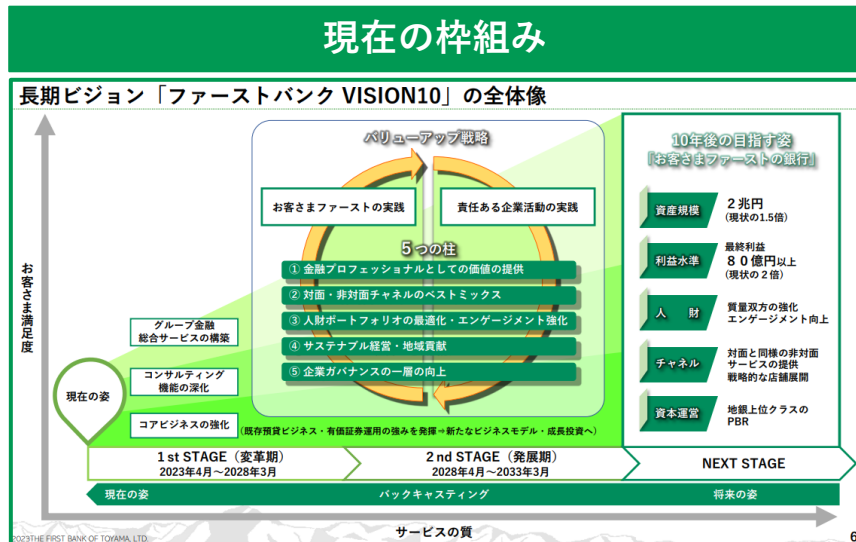 現在の枠組み
長期ビジョン「ファーストバンク VISION10」の全体像
お客さま満足度
バリューアップ戦略
お客さまファーストの実践
責任ある企業活動の実践
5つの柱
① 金融プロフェッショナルとしての価値の提供
② 対面・非対面チャネルのベストミックス
③ 人財ポートフォリオの最適化・エンゲージメント強化
④ サステナブル経営・地域貢献
⑤ 企業ガバナンスの一層の向上
グループ金融
総合サービスの構築
コンサルティング
機能の深化
コアビジネスの強化
現在の姿
(既存預貸ビジネス・有価証券運用の強みを発揮⇒新たなビジネスモデル・成長投資へ)
10年後の目指す姿
『お客さまファーストの銀行』
資産規模
2兆円
(現状の1.5倍)
利益水準
最終利益
80億円以上
(現状の2倍)
人 財
質量双方の強化
エンゲージメント向上
チャネル
対面と同様の非対面
サービスの提供
戦略的な店舗展開
資本運営
地銀上位クラスの
PBR
1st STAGE(変革期)
2023年4月~2028年3月
2nd STAGE(発展期)
2028年4月~2033年3月
NEXT STAGE
現在の姿
バックキャスティング
将来の姿
サービスの質
2023THE FIRST BANK OF TOYAMA, LTD.
6